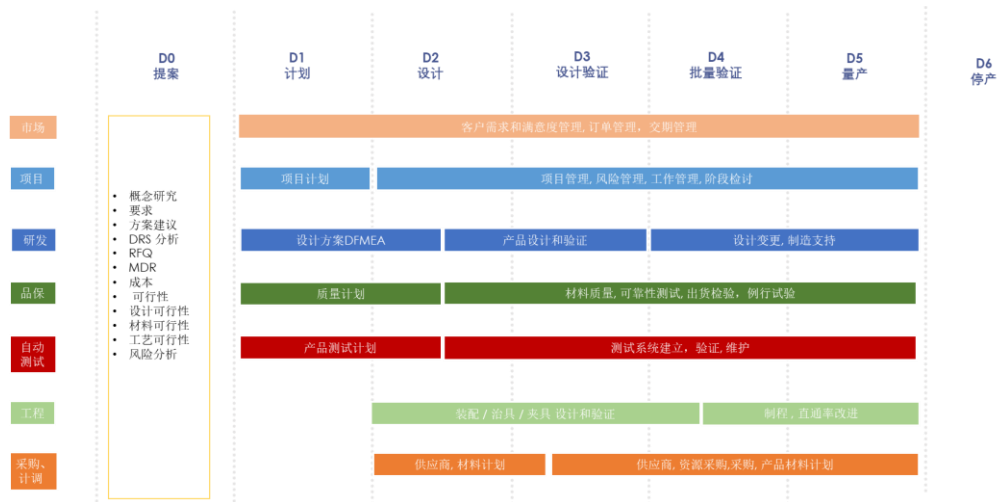 D0
提案
D1
计划
D2
设计
D3
设计验证
D4
批量验证
D5
量产
D6
停产
市场
客户需求和满意度管理, 订单管理，交期管理
项目
项目计划
项目管理, 风险管理, 工作管理, 阶段检讨
• 概念研究
• 要求
• 方案建议
• DRS 分析
• RFQ
• MDR
• 成本
• 可行性
• 设计可行性
• 材料可行性
• 工艺可行性
• 风险分析
研发
设计方案DFMEA
产品设计和验证
设计变更, 制造支持
品保
质量计划
材料质量, 可靠性测试, 出货检验，例行试验
自动
测试
产品测试计划
测试系统建立，验证, 维护
工程
装配 / 治具 / 夹具 设计和验证
制程 , 直通率改进
采购、
计调
供应商, 材料计划
供应商, 资源采购,采购, 产品材料计划